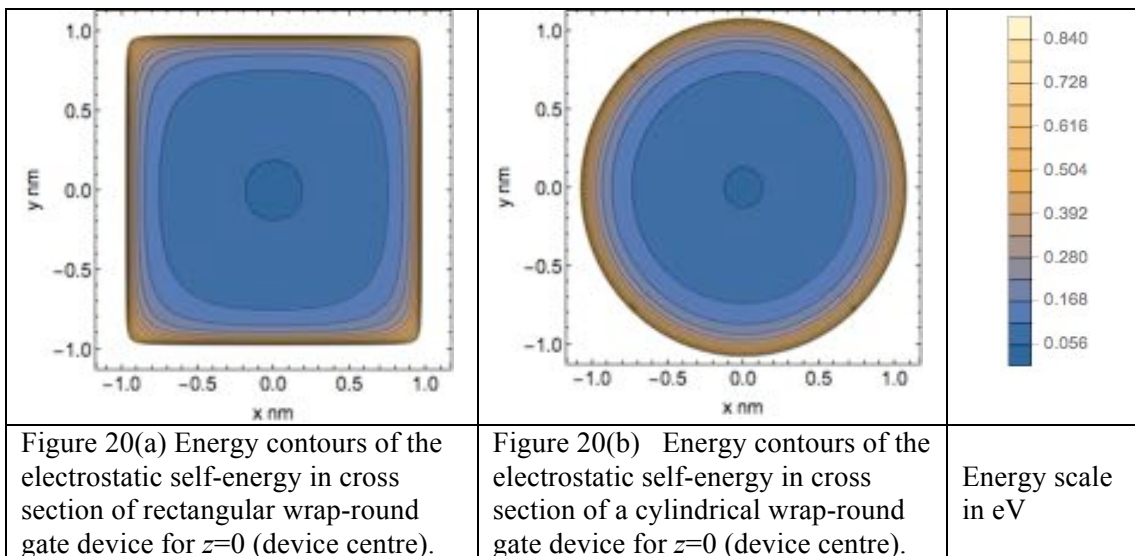 1.0
0.5
0.0
−0.5
−1.0
y nm
−1.0 −0.5 0.0 0.5 1.0
x nm
1.0
0.5
0.0
−0.5
−1.0
y nm
−1.0 −0.5 0.0 0.5 1.0
x nm
0.840
0.728
0.616
0.504
0.392
0.280
0.168
0.056
Figure 20(a) Energy contours of the
electrostatic self-energy in cross
section of rectangular wrap-round
gate device for z=0 (device centre).
Figure 20(b) Energy contours of the
electrostatic self-energy in cross
section of a cylindrical wrap-round
gate device for z=0 (device centre).
Energy scale
in eV